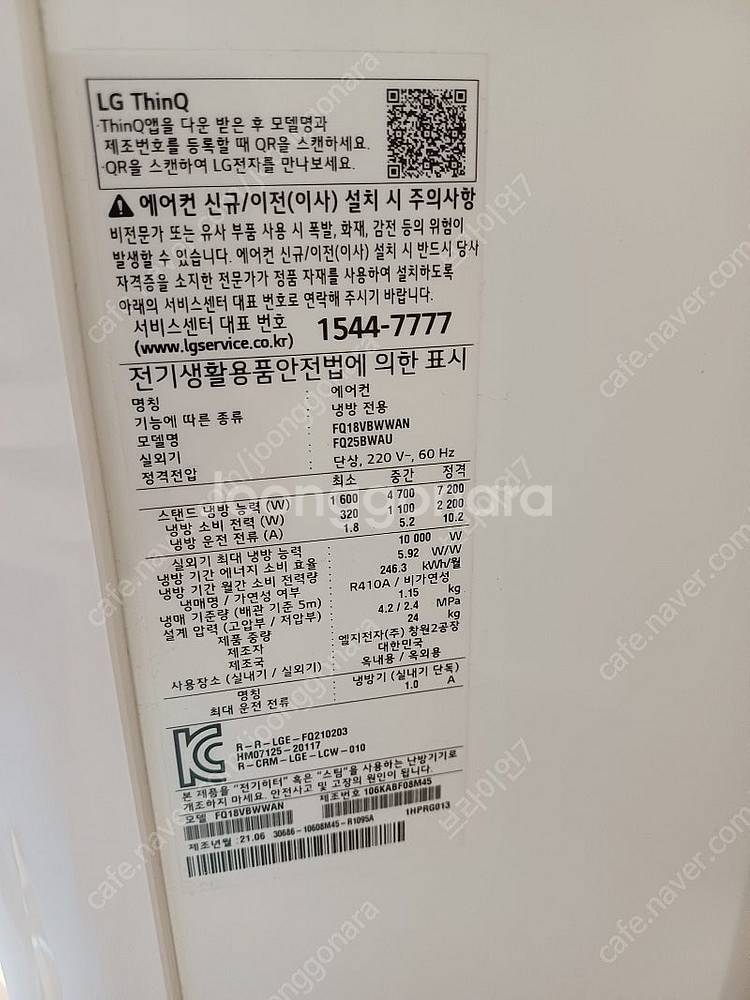 LG ThinQ
·ThinQ앱을 다운 받은 후 모델명과
제조번호를 등록할 때 QR을 스캔하세요.
·QR을 스캔하여 LG전자를 만나보세요.
에어컨 신규/이전(이사) 설치 시 주의사항
비전문가 또는 유사 부품 사용 시 폭발, 화재, 감전 등의 위험이
발생할 수 있습니다. 에어컨 신규/이전(이사) 설치 시 반드시 당사
자격증을 소지한 전문가가 정품 자재를 사용하여 설치하도록
아래의 서비스센터 대표 번호로 연락해 주시기 바랍니다.
서비스센터 대표 번호 1544-7777
(www.lgservice.co.kr)
전기생활용품안전법에 의한 표시
명칭 : 에어컨
기능에 따른 종류 : 냉방 전용
모델명 : FQ18VBWWAN
실외기 : FQ25BWAU
정격전압 : 단상, 220 V~, 60 Hz
최소 중간 정격
스탠드 냉방 능력 (W) 1 600 4 700 7 200
냉방 소비 전력 (W) 320 1 100 2 200
냉방 운전 전류 (A) 1.8 5.2 10.2
실외기 최대 냉방 능력 : 10 000 W
냉방 기간 에너지 소비 효율 : 5.92 W/W
냉방 기간 월간 소비 전력량 : 246.3 kWh/월
냉매명 / 가연성 여부 : R410A / 비가연성
냉매 기준량 (배관 기준 5m) : 1.15 kg
설계 압력 (고압부 / 저압부) : 4.2 / 2.4 MPa
제품 중량 : 24 kg
제조자 : 엘지전자(주) 창원2공장
제조국 : 대한민국
사용장소 (실내기 / 실외기) : 옥내용 / 옥외용
명칭 : 냉방기 (실내기 단독)
최대 운전 전류 : 1.0 A
R-R-LGE-FQ210203
HM07125-20117
R-CRM-LGE-LCW-010
본 제품을 "전기히터" 혹은 "스팀"을 사용하는 난방기기로
개조하지 마세요. 안전사고 및 고장의 원인이 됩니다.
모델 FQ18VBWWAN 제조번호 106KABF08M45
1HPRG013
제조년월 : 21.06 30686-10608M45-R1095A
joonggonara
cafe.naver.com/joonggonara
브라이언7